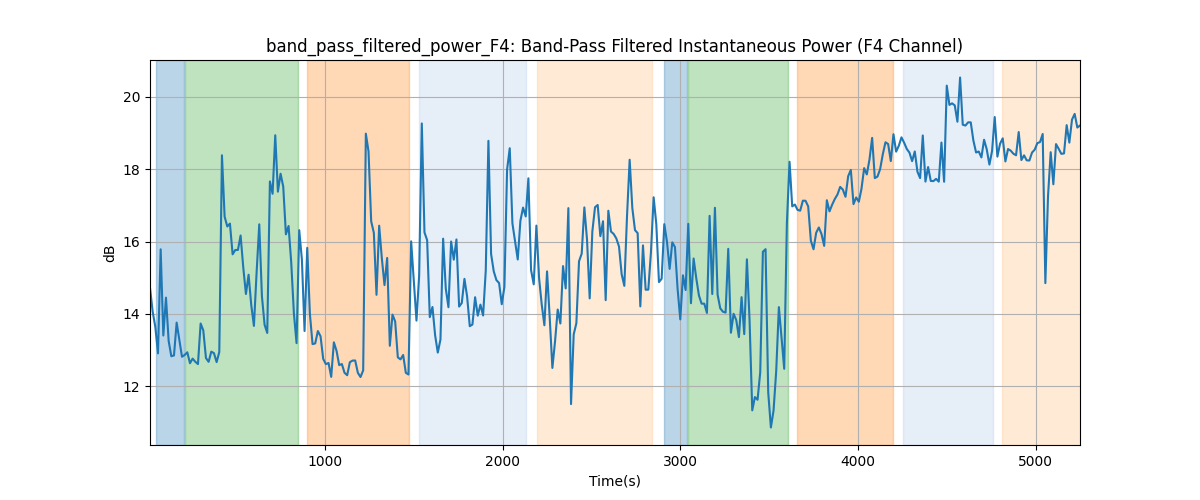 band_pass_filtered_power_F4: Band-Pass Filtered Instantaneous Power (F4 Channel)
20
18
16
14
12
dB
1000 2000 3000 4000 5000
Time(s)